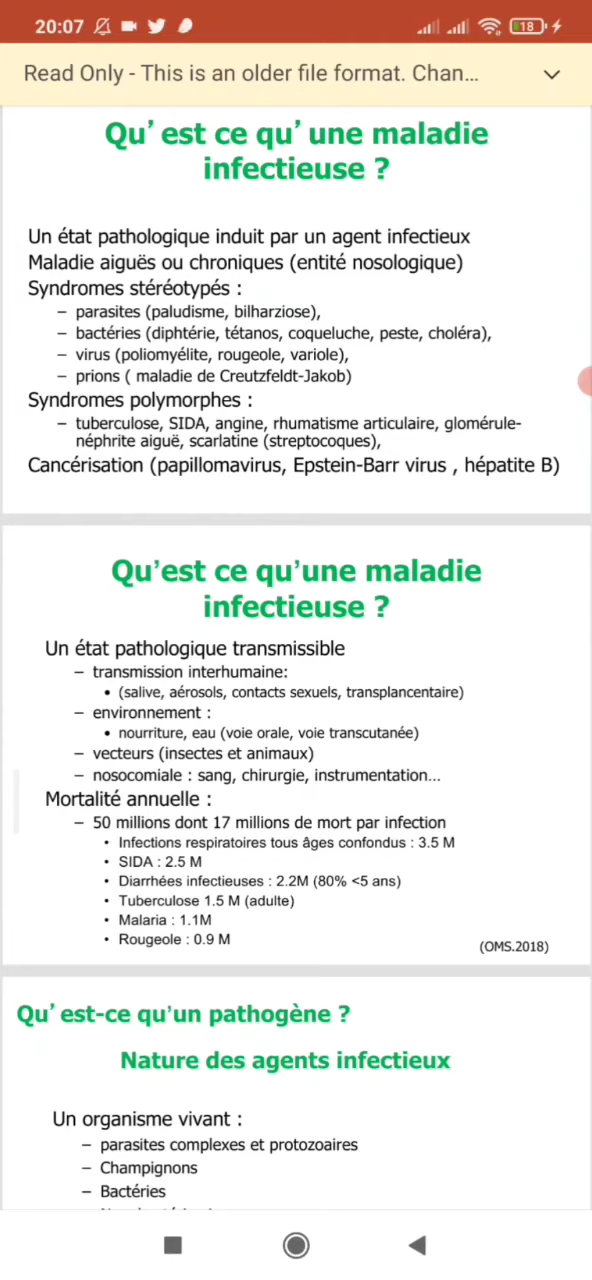 20:07
18
Read Only - This is an older file format. Chan...
Qu’est ce qu’une maladie
infectieuse ?
Un état pathologique induit par un agent infectieux
Maladie aiguës ou chroniques (entité nosologique)
Syndromes stéréotypés :
– parasites (paludisme, bilharziose),
– bactéries (diphtérie, tétanos, coqueluche, peste, choléra),
– virus (poliomyélite, rougeole, variole),
– prions ( maladie de Creutzfeldt-Jakob)
Syndromes polymorphes :
– tuberculose, SIDA, angine, rhumatisme articulaire, glomérule-
néphrite aiguë, scarlatine (streptocoques),
Cancérisation (papillomavirus, Epstein-Barr virus , hépatite B)
Qu’est ce qu’une maladie
infectieuse ?
Un état pathologique transmissible
– transmission interhumaine:
• (salive, aérosols, contacts sexuels, transplancentaire)
– environnement :
• nourriture, eau (voie orale, voie transcutanée)
– vecteurs (insectes et animaux)
– nosocomiale : sang, chirurgie, instrumentation...
Mortalité annuelle :
– 50 millions dont 17 millions de mort par infection
• Infections respiratoires tous âges confondus : 3.5 M
• SIDA : 2.5 M
• Diarrhées infectieuses : 2.2M (80% <5 ans)
• Tuberculose 1.5 M (adulte)
• Malaria : 1.1M
• Rougeole : 0.9 M
(OMS.2018)
Qu’est-ce qu’un pathogène ?
Nature des agents infectieux
Un organisme vivant :
– parasites complexes et protozoaires
– Champignons
– Bactéries